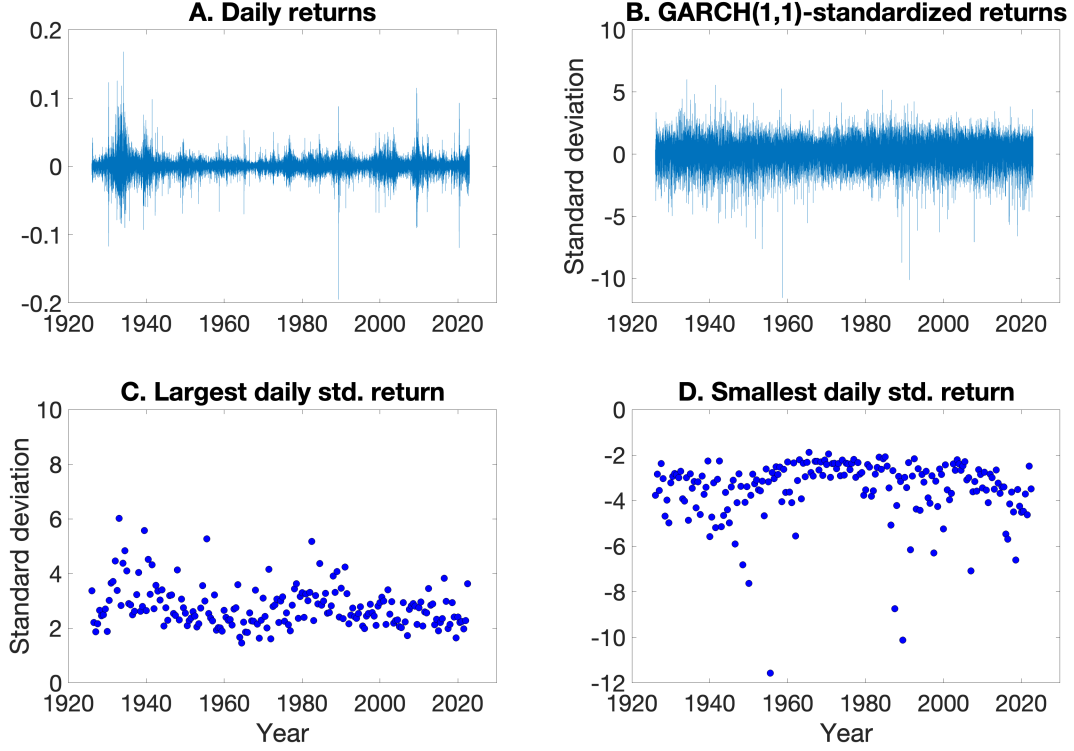 A. Daily returns
0.2
0.1
0
-0.1
-0.2
1920 1940 1960 1980 2000 2020
B. GARCH(1,1)-standardized returns
Standard deviation
10
5
0
-5
-10
1920 1940 1960 1980 2000 2020
C. Largest daily std. return
Standard deviation
10
8
6
4
2
0
1920 1940 1960 1980 2000 2020
Year
D. Smallest daily std. return
0
-2
-4
-6
-8
-10
-12
1920 1940 1960 1980 2000 2020
Year